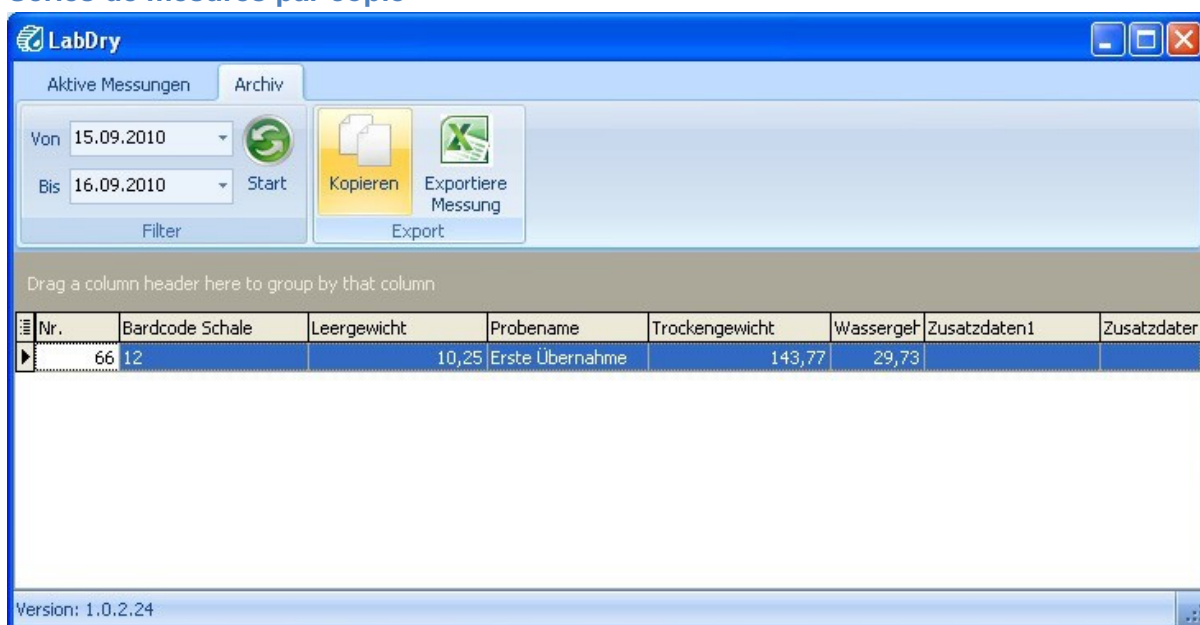 Séries de mesures par copie
LabDry
Aktive Messungen Archiv
Von 15.09.2010
Bis 16.09.2010
Start
Filter
Kopieren
Exportiere
Messung
Export
Drag a column header here to group by that column
Nr. Bardcode Schale Leergewicht Probename Trockengewicht Wassergeh Zusatzdaten1 Zusatzdaten
66 12 10,25 Erste Übernahme 143,77 29,73
Version: 1.0.2.24